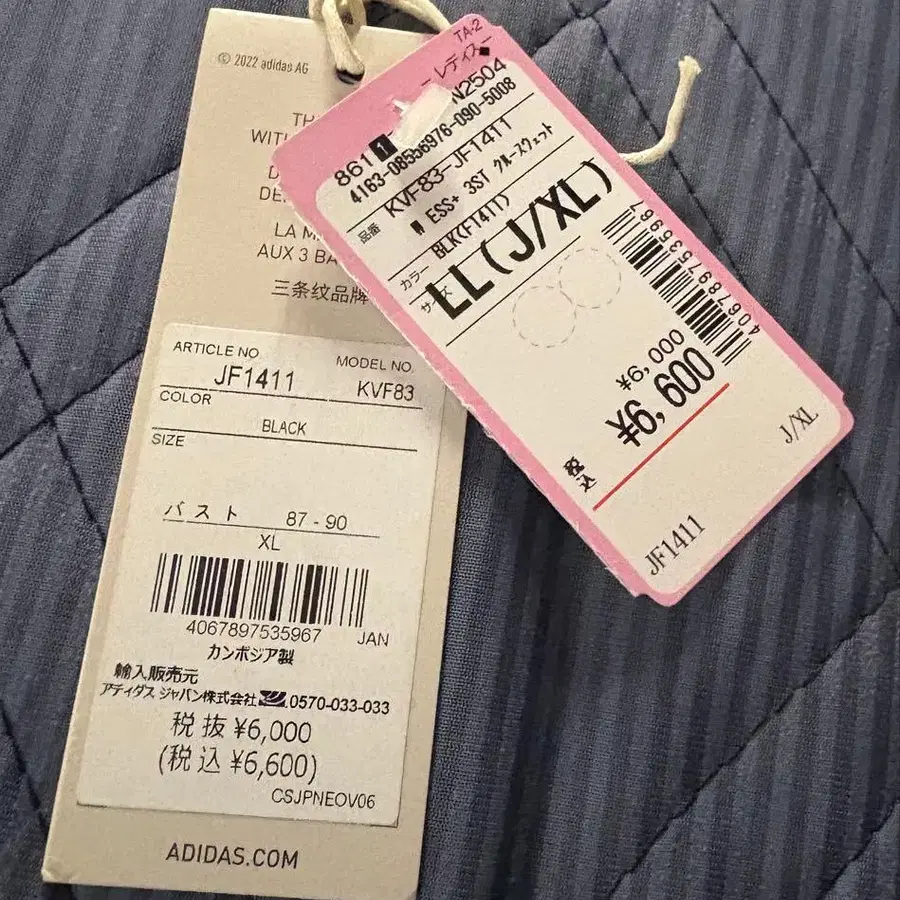 © 2022 adidas AG
TH
WIT
D
DE
LA M
AUX 3 BA
三条纹品牌
ARTICLE NO.
MODEL NO.
JF1411
KVF83
COLOR
BLACK
SIZE
バスト 87 - 90
XL
4067897535967 JAN
カンボジア製
輸入販売元
アディダス ジャパン株式会社 0570-033-033
税抜 ¥6,000
(税込 ¥6,600)
CSJPNEOV06
ADIDAS.COM
TA-2
レディス
861 1 N2504
4163-08556976-090-5008
品番 KVF83-JF1411
W ESS+ 3ST クルースウェット
カラー BLK(F1411)
サイズ LL(J/XL)
4067897535967
¥6,000
税込 ¥6,600
J/XL
JF1411